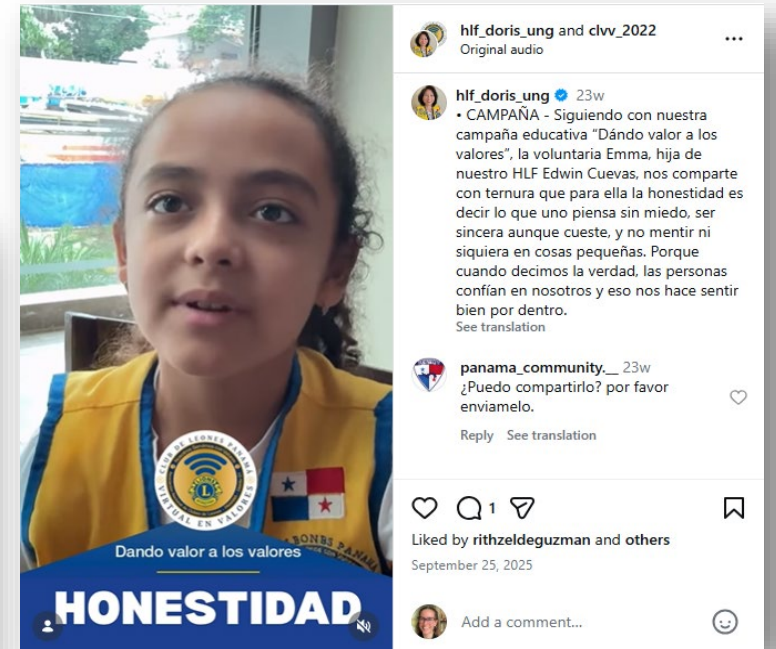 CLUB DE LEONES PANAMÁ
VIRTUAL EN VALORES
LIONS
L
Dando valor a los valores
HONESTIDAD
hlf_doris_ung and clvv_2022
Original audio
hlf_doris_ung 23w
• CAMPAÑA - Siguiendo con nuestra
campaña educativa “Dándo valor a los
valores”, la voluntaria Emma, hija de
nuestro HLF Edwin Cuevas, nos comparte
con ternura que para ella la honestidad es
decir lo que uno piensa sin miedo, ser
sincera aunque cueste, y no mentir ni
siquiera en cosas pequeñas. Porque
cuando decimos la verdad, las personas
confían en nosotros y eso nos hace sentir
bien por dentro.
See translation
panama_community.__ 23w
¿Puedo compartirlo? por favor
enviamelo.
Reply See translation
1
Liked by rithzeldeguzman and others
September 25, 2025
Add a comment...